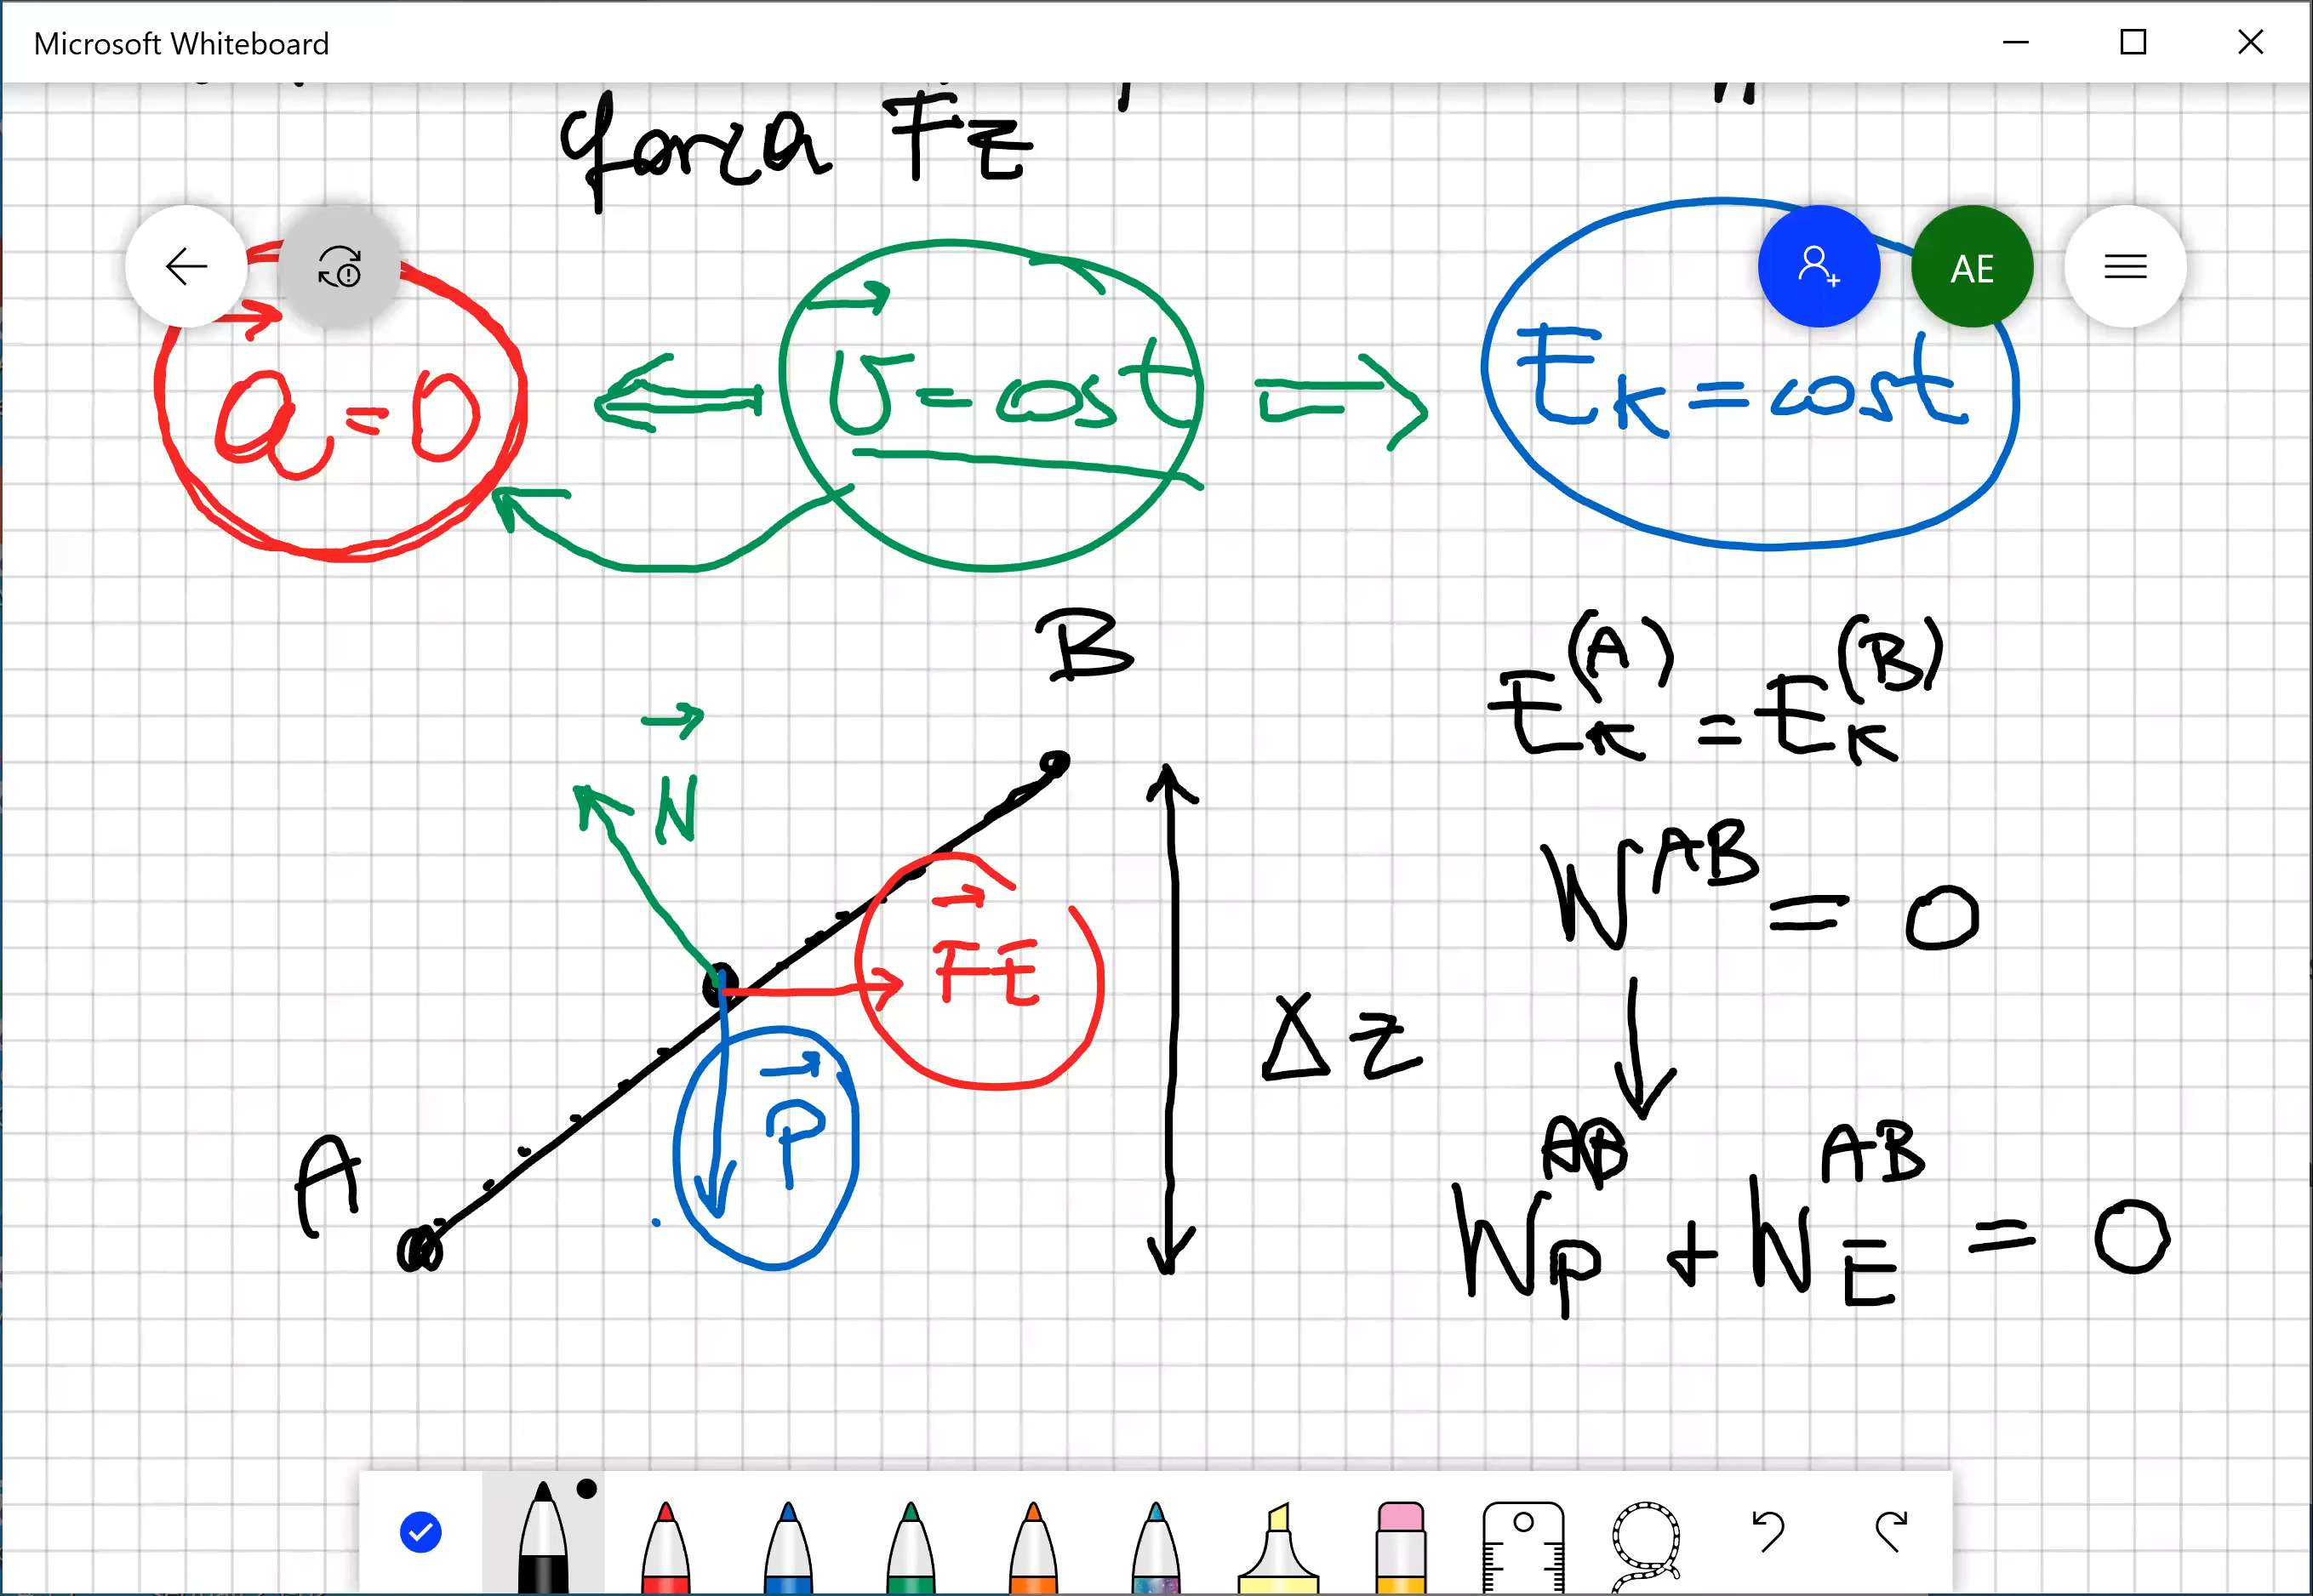 Microsoft Whiteboard
forza FE
AE
a = 0 ⇐ v = cost ⇒ EK = cost
B
EK(A) = EK(B)
N
WAB = 0
FE
Δz
P
A
WPAB + WEAB = 0